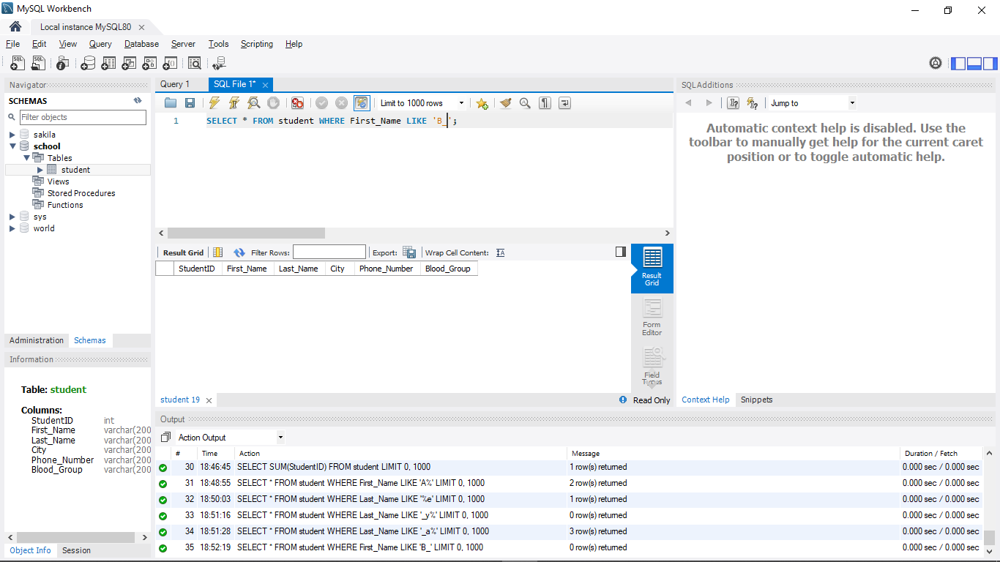 MySQL Workbench
Local instance MySQL80
File Edit View Query Database Server Tools Scripting Help
Navigator
SCHEMAS
Filter objects
sakila
school
Tables
student
Views
Stored Procedures
Functions
sys
world
Administration Schemas
Information
Table: student
Columns:
StudentID int
First_Name varchar(200
Last_Name varchar(200
City varchar(200
Phone_Number varchar(200
Blood_Group varchar(200
Object Info Session
Query 1 SQL File 1*
Limit to 1000 rows
1 SELECT * FROM student WHERE First_Name LIKE 'B_';
Result Grid Filter Rows: Export: Wrap Cell Content:
StudentID First_Name Last_Name City Phone_Number Blood_Group
Result
Grid
Form
Editor
Field
Types
student 19 Read Only
SQLAdditions
Jump to
Automatic context help is disabled. Use the
toolbar to manually get help for the current caret
position or to toggle automatic help.
Context Help Snippets
Output
Action Output
# Time Action Message Duration / Fetch
30 18:46:45 SELECT SUM(StudentID) FROM student LIMIT 0, 1000 1 row(s) returned 0.000 sec / 0.000 sec
31 18:48:55 SELECT * FROM student WHERE First_Name LIKE 'A%' LIMIT 0, 1000 2 row(s) returned 0.000 sec / 0.000 sec
32 18:50:03 SELECT * FROM student WHERE Last_Name LIKE '%e' LIMIT 0, 1000 1 row(s) returned 0.000 sec / 0.000 sec
33 18:51:16 SELECT * FROM student WHERE Last_Name LIKE '_y%' LIMIT 0, 1000 0 row(s) returned 0.000 sec / 0.000 sec
34 18:51:28 SELECT * FROM student WHERE Last_Name LIKE '_a%' LIMIT 0, 1000 3 row(s) returned 0.000 sec / 0.000 sec
35 18:52:19 SELECT * FROM student WHERE First_Name LIKE 'B_' LIMIT 0, 1000 0 row(s) returned 0.000 sec / 0.000 sec